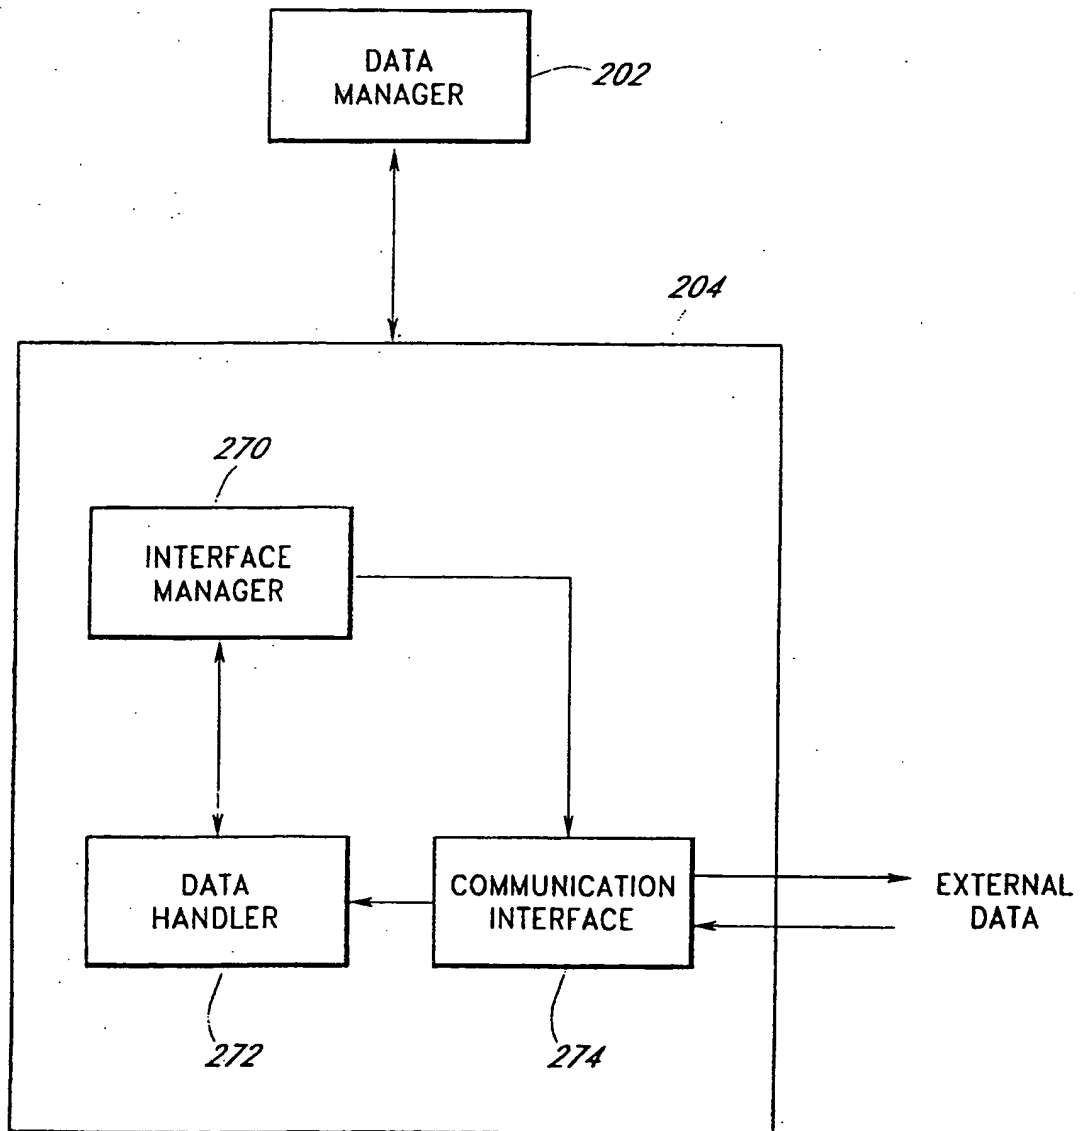 DATA
MANAGER
202
204
270
INTERFACE
MANAGER
DATA
HANDLER
COMMUNICATION
INTERFACE
EXTERNAL
DATA
272
274